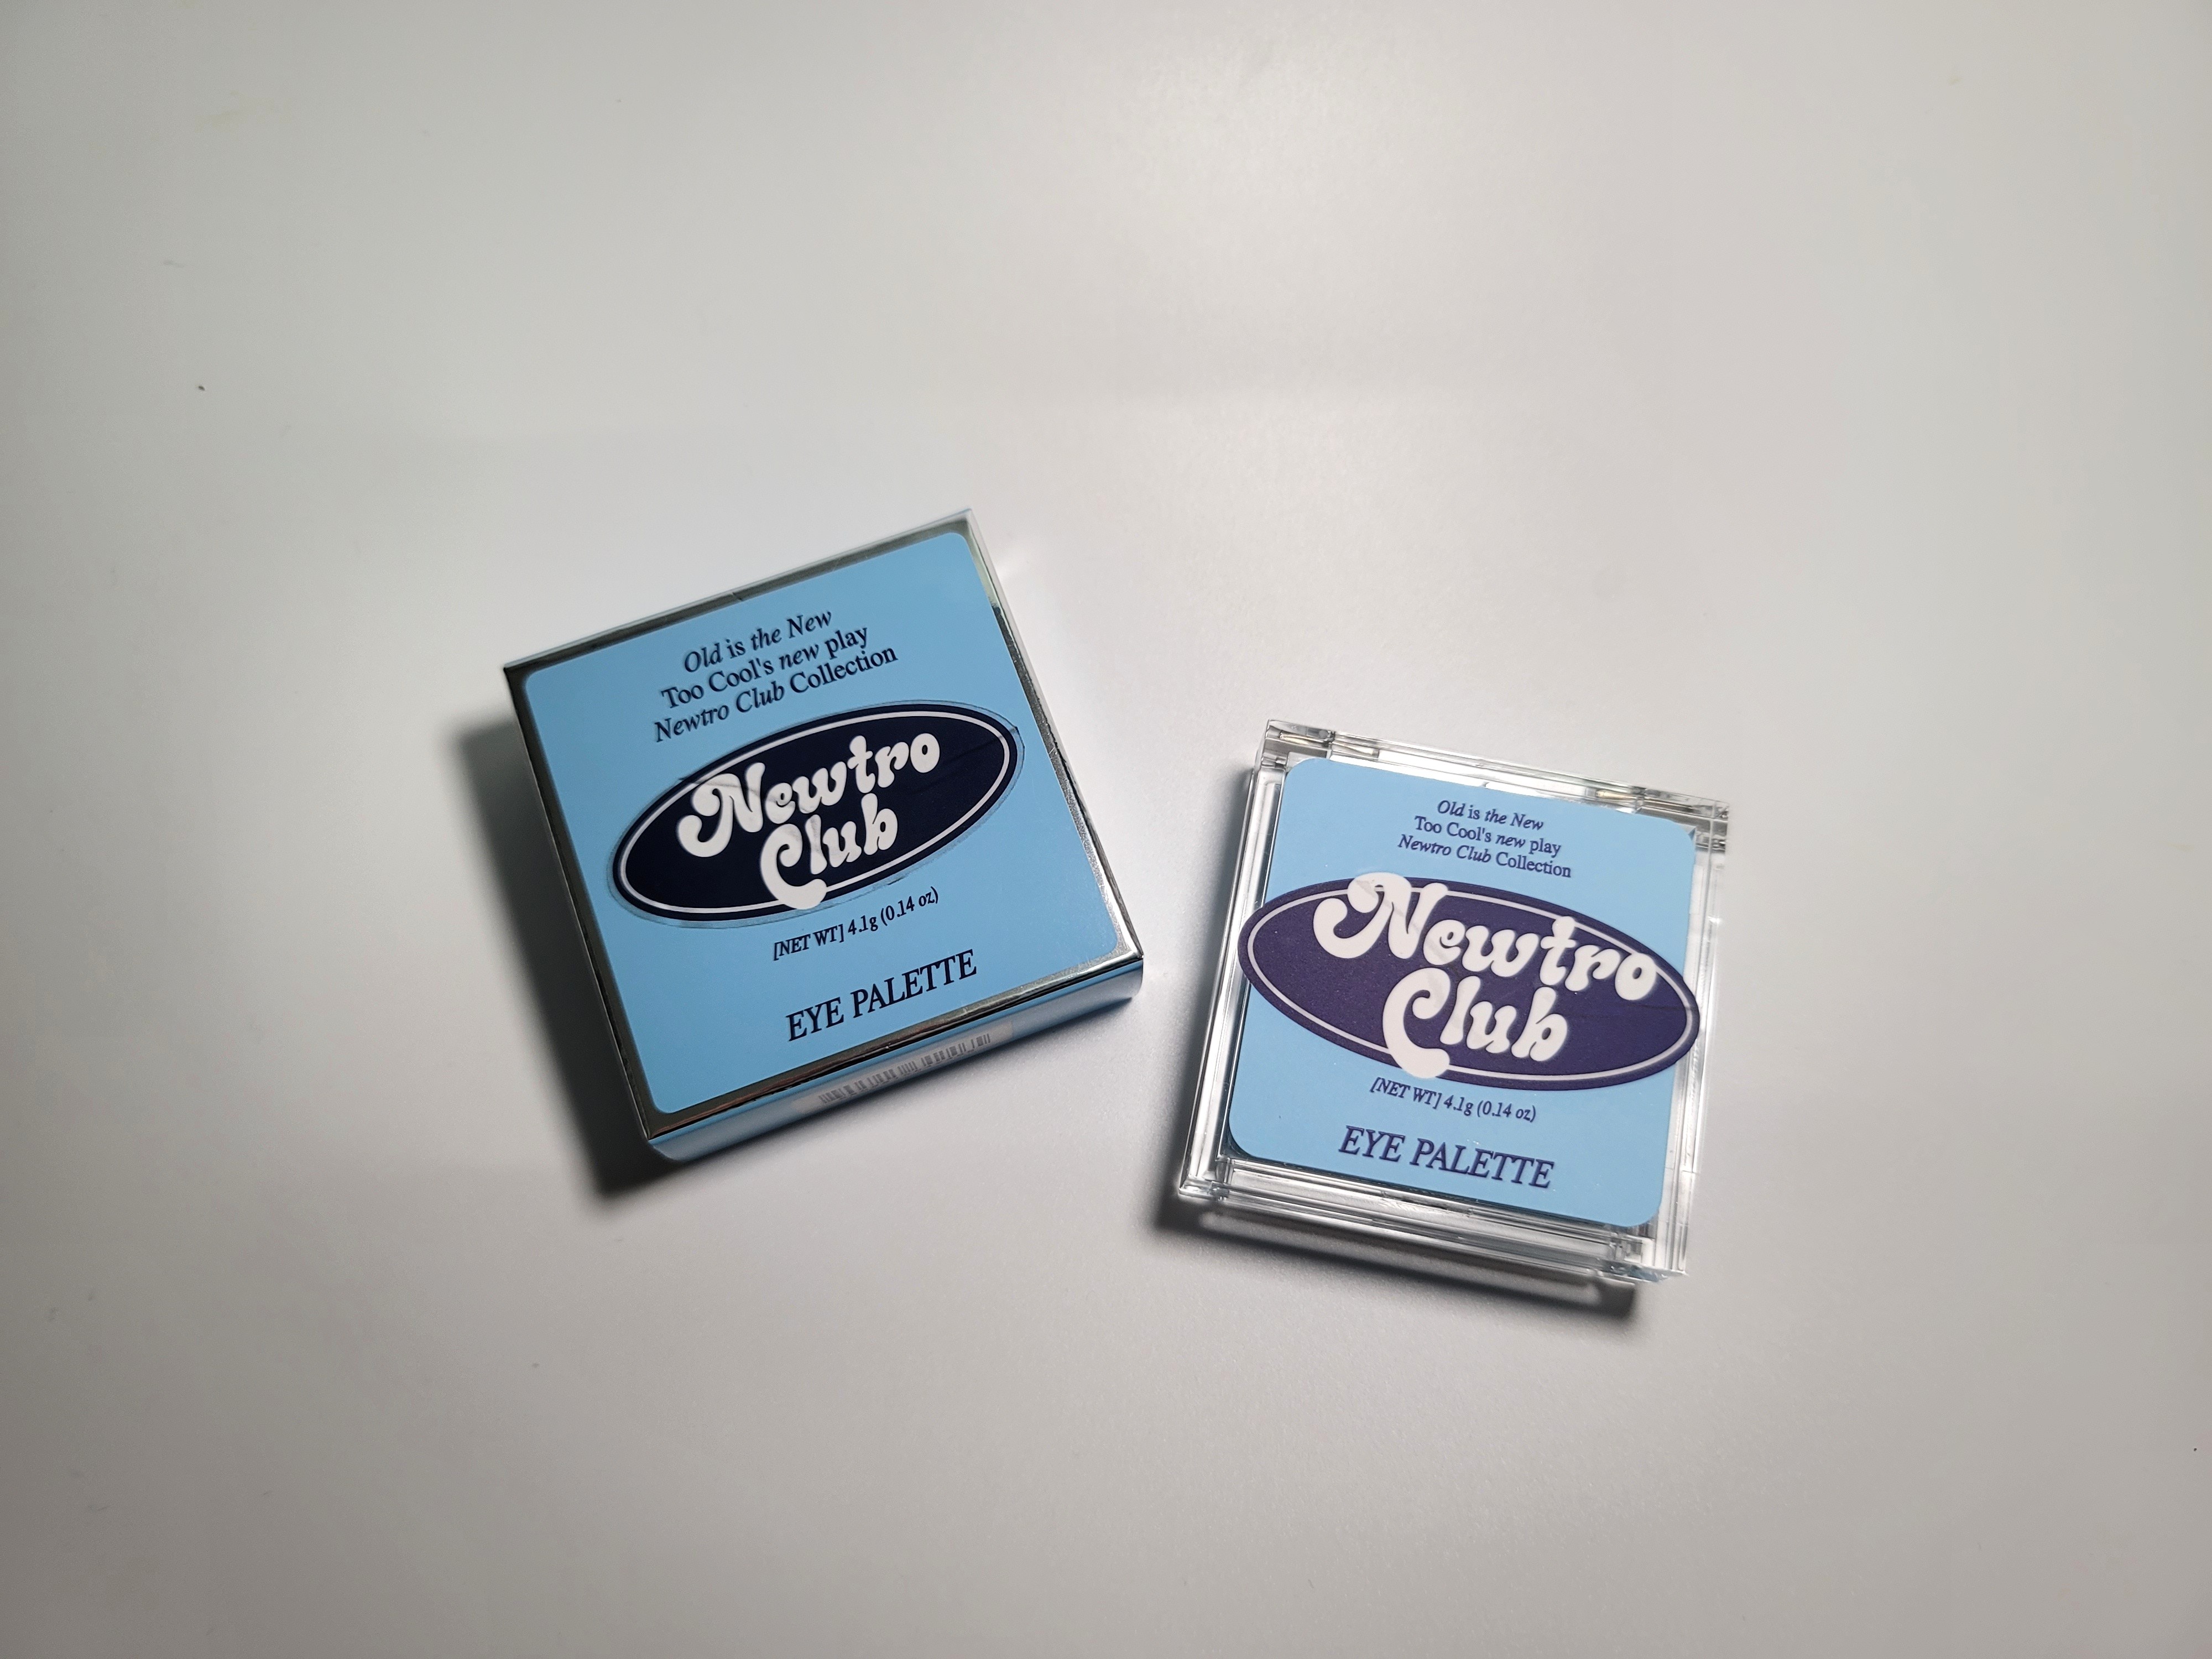 Old is the New
Too Cool's new play
Newtro Club Collection
Newtro
Club
[NET WT] 4.1g (0.14 oz)
EYE PALETTE
Old is the New
Too Cool's new play
Newtro Club Collection
Newtro
Club
[NET WT] 4.1g (0.14 oz)
EYE PALETTE